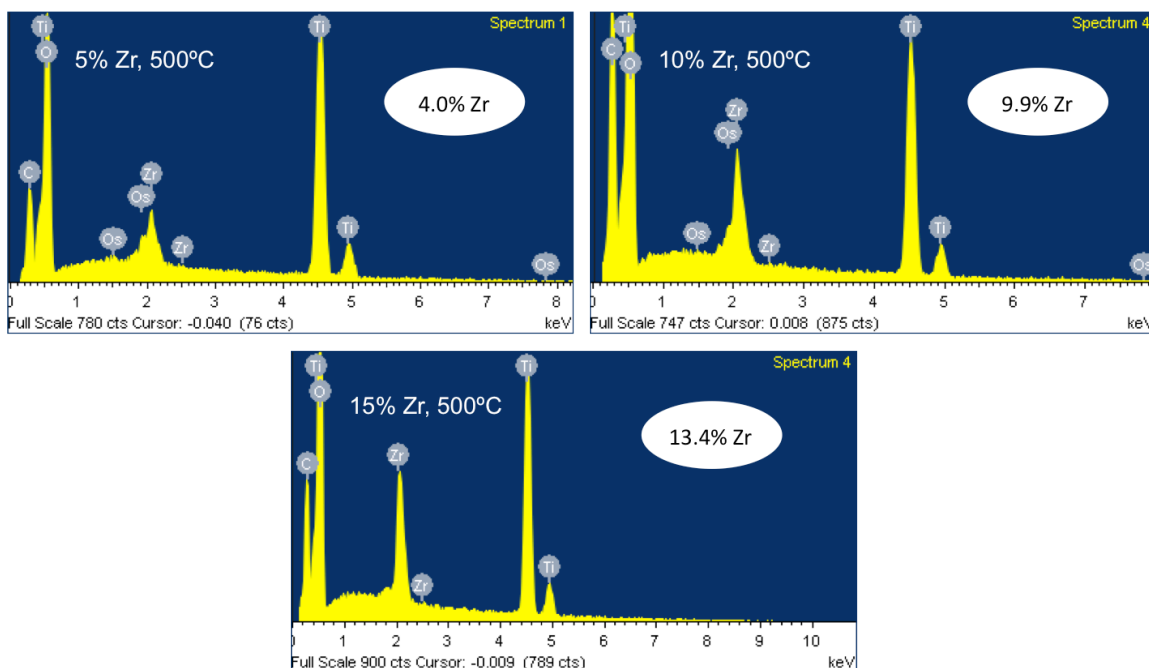 Spectrum 1
5% Zr, 500ºC
4.0% Zr
Ti
O
C
Os
Os
Zr
Zr
Ti
Ti
Os
0 1 2 3 4 5 6 7 8
Full Scale 780 cts Cursor: -0.040 (76 cts)
keV
Spectrum 4
10% Zr, 500ºC
9.9% Zr
Ti
C
O
Os
Os
Zr
Zr
Ti
Ti
Os
0 1 2 3 4 5 6 7
Full Scale 747 cts Cursor: 0.008 (875 cts)
keV
Spectrum 4
15% Zr, 500ºC
13.4% Zr
Ti
O
C
Zr
Zr
Ti
Ti
0 1 2 3 4 5 6 7 8 9 10
Full Scale 900 cts Cursor: -0.009 (789 cts)
keV